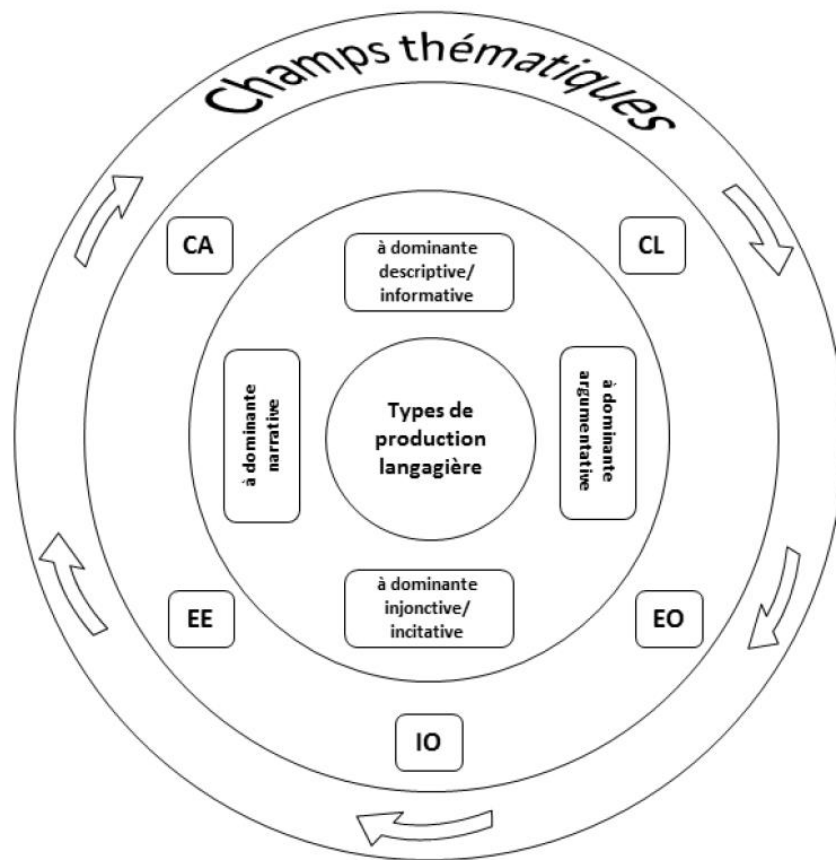 Champs thématiques
CA
CL
à dominante
descriptive/
informative
à dominante
narrative
Types de
production
langagière
à dominante
argumentative
EE
à dominante
injonctive/
incitative
EO
IO